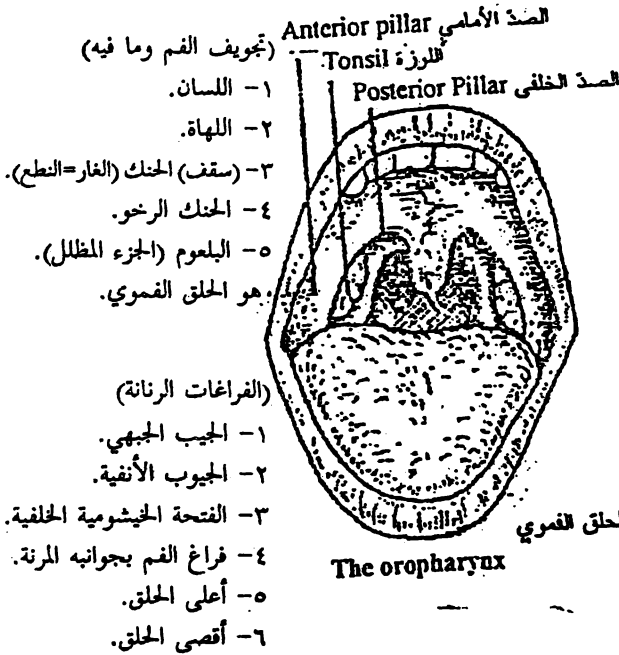 الصدّ الأمامي Anterior pillar
اللوزة Tonsil
الصدّ الخلفى Posterior Pillar
(تجويف الفم وما فيه)
١- اللسان.
٢- اللهاة.
٣- (سقف) الحنك (الغار=النطع).
٤- الحنك الرخو.
٥- البلعوم (الجزء المظلل).
هو الحلق الفموي.
(الفراغات الرنانة)
١- الجيب الجبهي.
٢- الجيوب الأنفية.
٣- الفتحة الخيشومية الخلفية.
٤- فراغ الفم بجوانبه المرنة.
٥- أعلى الحلق.
٦- أقصى الحلق.
الحلق الفموي
The oropharynx